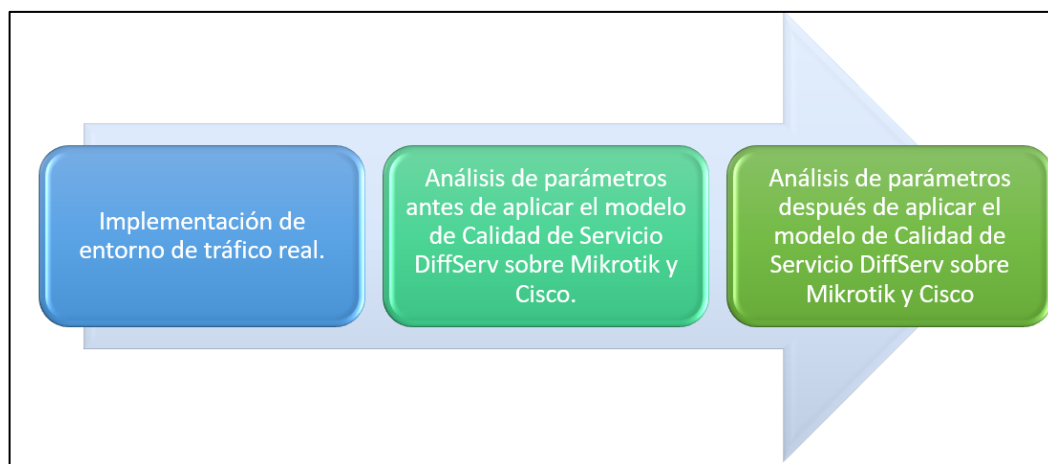 Implementación de
entorno de tráfico real.
Análisis de parámetros
antes de aplicar el modelo
de Calidad de Servicio
DiffServ sobre Mikrotik y
Cisco.
Análisis de parámetros
después de aplicar el
modelo de Calidad de
Servicio DiffServ sobre
Mikrotik y Cisco